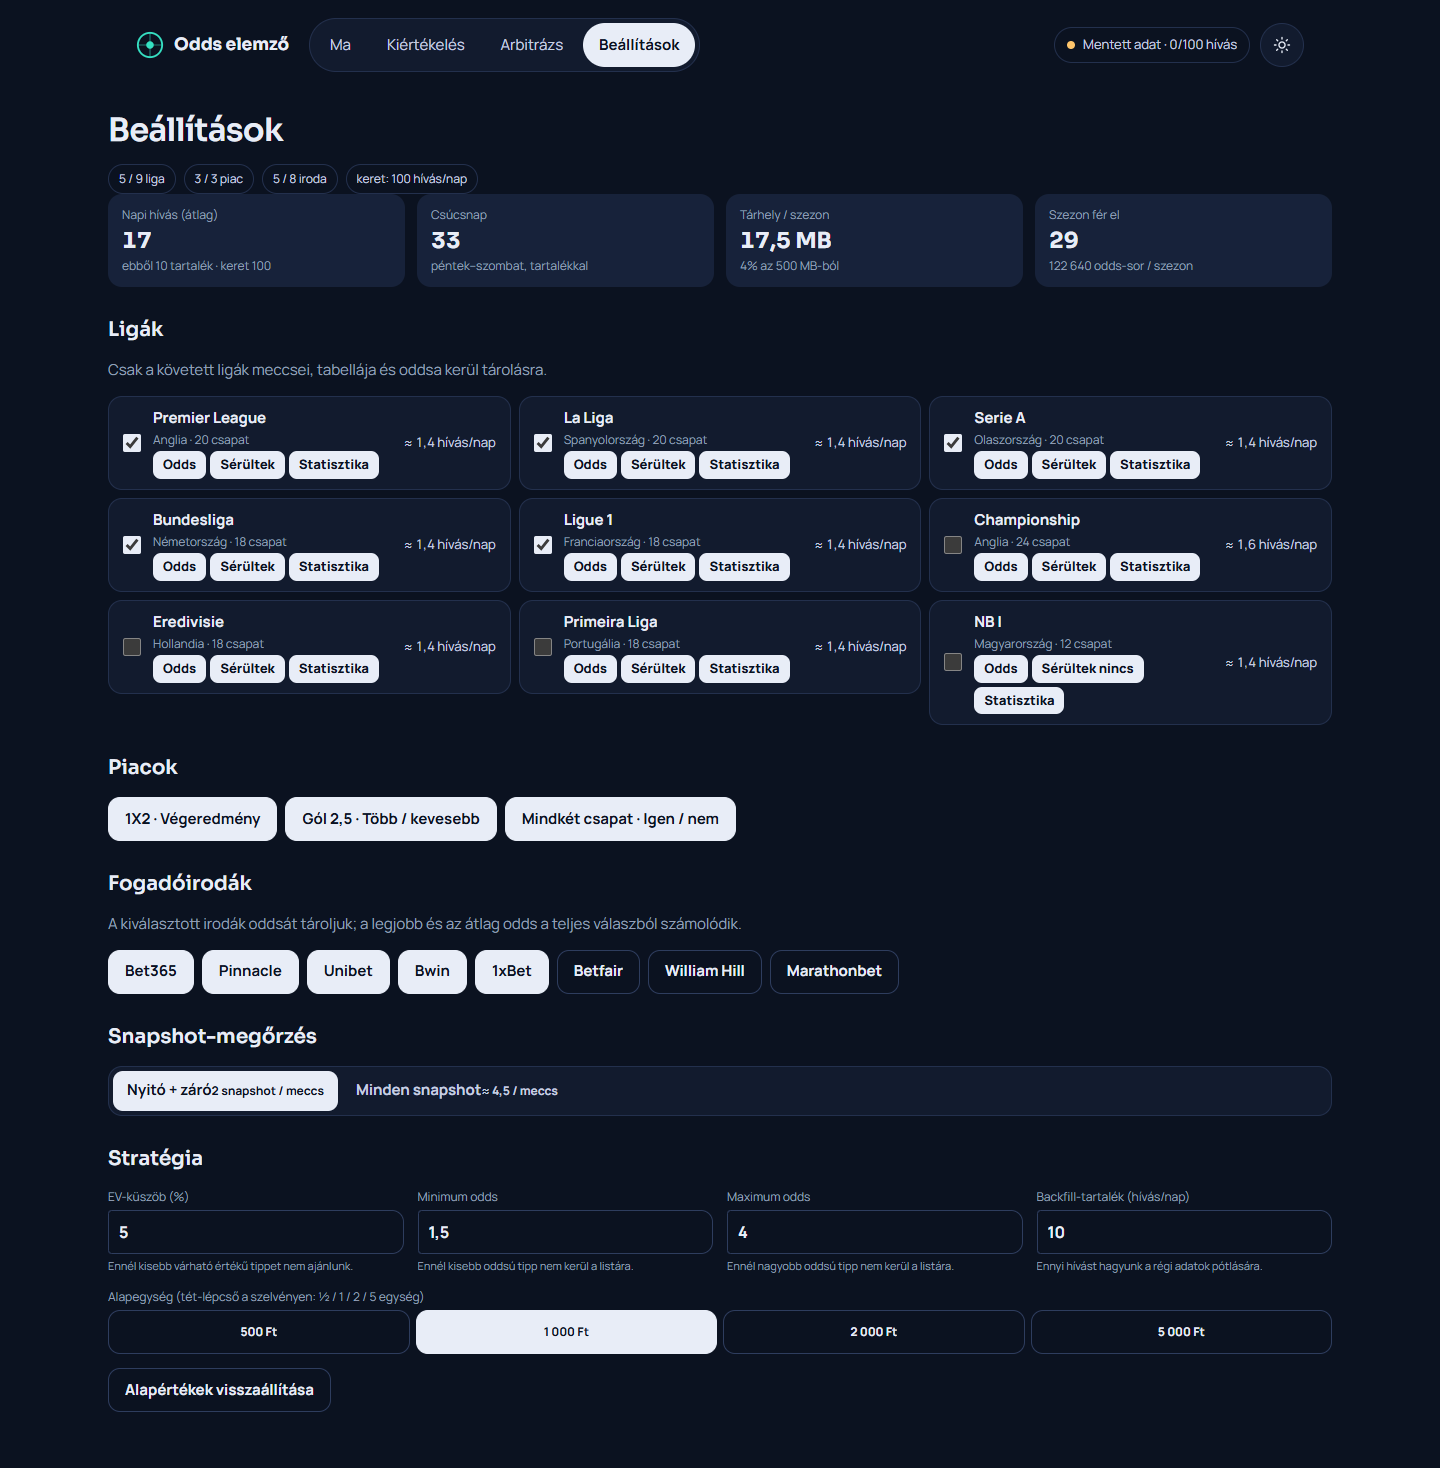 Odds elemző
Ma
Kiértékelés
Arbitrázs
Beállítások
Mentett adat · 0/100 hívás
Beállítások
5 / 9 liga
3 / 3 piac
5 / 8 iroda
keret: 100 hívás/nap
Napi hívás (átlag)
17
ebből 10 tartalék · keret 100
Csúcsnap
33
péntek–szombat, tartalékkal
Tárhely / szezon
17,5 MB
4% az 500 MB-ból
Szezon fér el
29
122 640 odds-sor / szezon
Ligák
Csak a követett ligák meccsei, tabellája és oddsa kerül tárolásra.
Premier League
Anglia · 20 csapat
Odds Sérültek Statisztika
≈ 1,4 hívás/nap
La Liga
Spanyolország · 20 csapat
Odds Sérültek Statisztika
≈ 1,4 hívás/nap
Serie A
Olaszország · 20 csapat
Odds Sérültek Statisztika
≈ 1,4 hívás/nap
Bundesliga
Németország · 18 csapat
Odds Sérültek Statisztika
≈ 1,4 hívás/nap
Ligue 1
Franciaország · 18 csapat
Odds Sérültek Statisztika
≈ 1,4 hívás/nap
Championship
Anglia · 24 csapat
Odds Sérültek Statisztika
≈ 1,6 hívás/nap
Eredivisie
Hollandia · 18 csapat
Odds Sérültek Statisztika
≈ 1,4 hívás/nap
Primeira Liga
Portugália · 18 csapat
Odds Sérültek Statisztika
≈ 1,4 hívás/nap
NB I
Magyarország · 12 csapat
Odds Sérültek nincs
Statisztika
≈ 1,4 hívás/nap
Piacok
1X2 · Végeredmény
Gól 2,5 · Több / kevesebb
Mindkét csapat · Igen / nem
Fogadóirodák
A kiválasztott irodák oddsát tároljuk; a legjobb és az átlag odds a teljes válaszból számolódik.
Bet365
Pinnacle
Unibet
Bwin
1xBet
Betfair
William Hill
Marathonbet
Snapshot-megőrzés
Nyitó + záró2 snapshot / meccs
Minden snapshot≈ 4,5 / meccs
Stratégia
EV-küszöb (%)
5
Ennél kisebb várható értékű tippet nem ajánlunk.
Minimum odds
1,5
Ennél kisebb oddsú tipp nem kerül a listára.
Maximum odds
4
Ennél nagyobb oddsú tipp nem kerül a listára.
Backfill-tartalék (hívás/nap)
10
Ennyi hívást hagyunk a régi adatok pótlására.
Alapegység (tét-lépcső a szelvényen: ½ / 1 / 2 / 5 egység)
500 Ft
1 000 Ft
2 000 Ft
5 000 Ft
Alapértékek visszaállítása